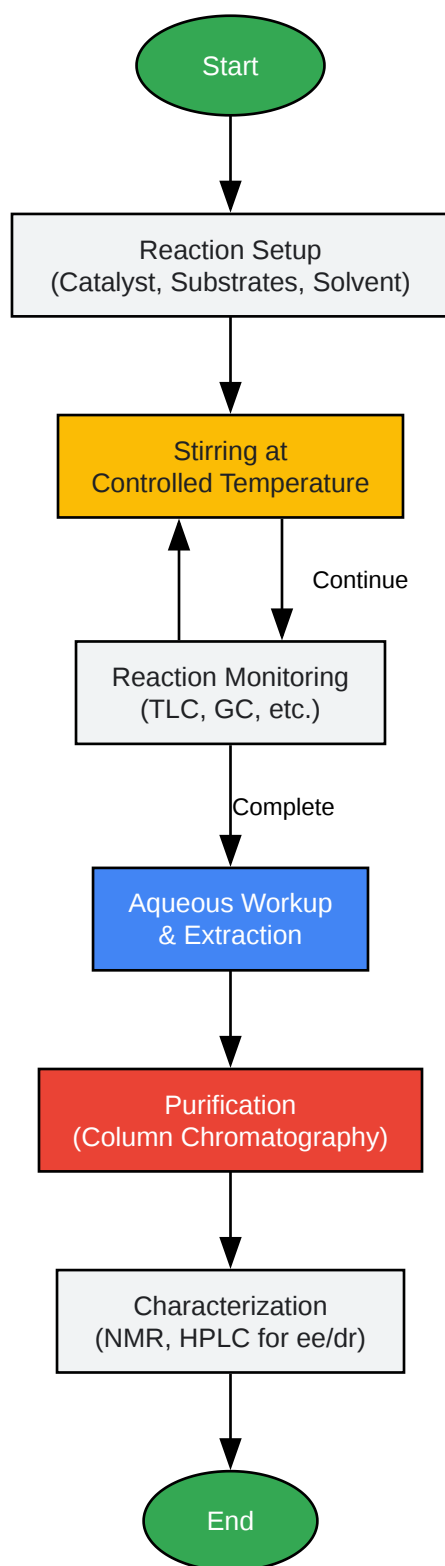 Start
Reaction Setup
(Catalyst, Substrates, Solvent)
Stirring at
Controlled Temperature
Continue
Reaction Monitoring
(TLC, GC, etc.)
Complete
Aqueous Workup
& Extraction
Purification
(Column Chromatography)
Characterization
(NMR, HPLC for ee/dr)
End